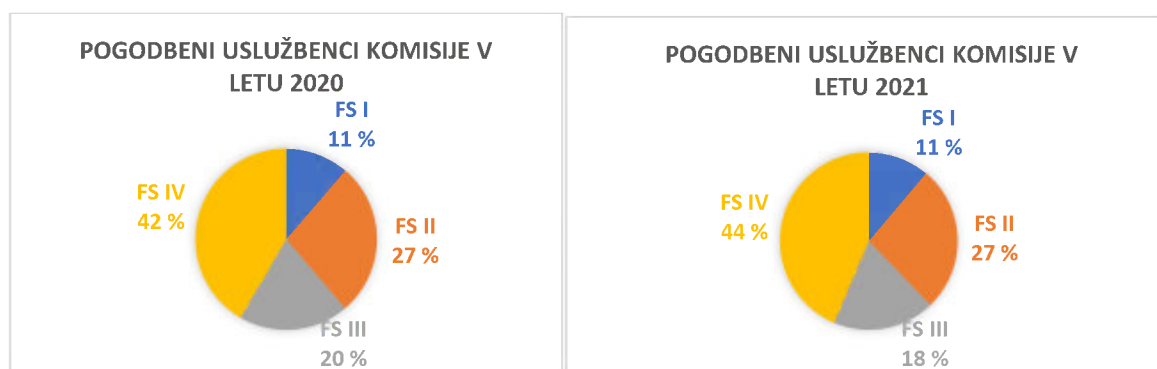 POGODBENI USLUŽBENCI KOMISIJE V
LETU 2020
FS I
11 %
FS IV
42 %
FS II
27 %
FS III
20 %
POGODBENI USLUŽBENCI KOMISIJE V
LETU 2021
FS I
11 %
FS IV
44 %
FS II
27 %
FS III
18 %